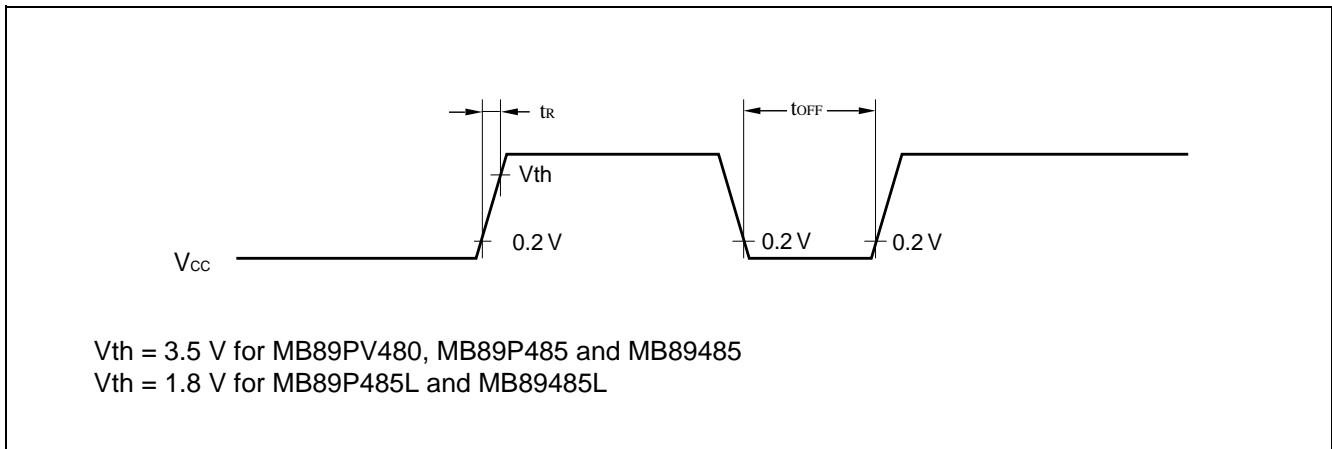 tR
tOFF
Vth
0.2 V
0.2 V
0.2 V
VCC
Vth = 3.5 V for MB89PV480, MB89P485 and MB89485
Vth = 1.8 V for MB89P485L and MB89485L